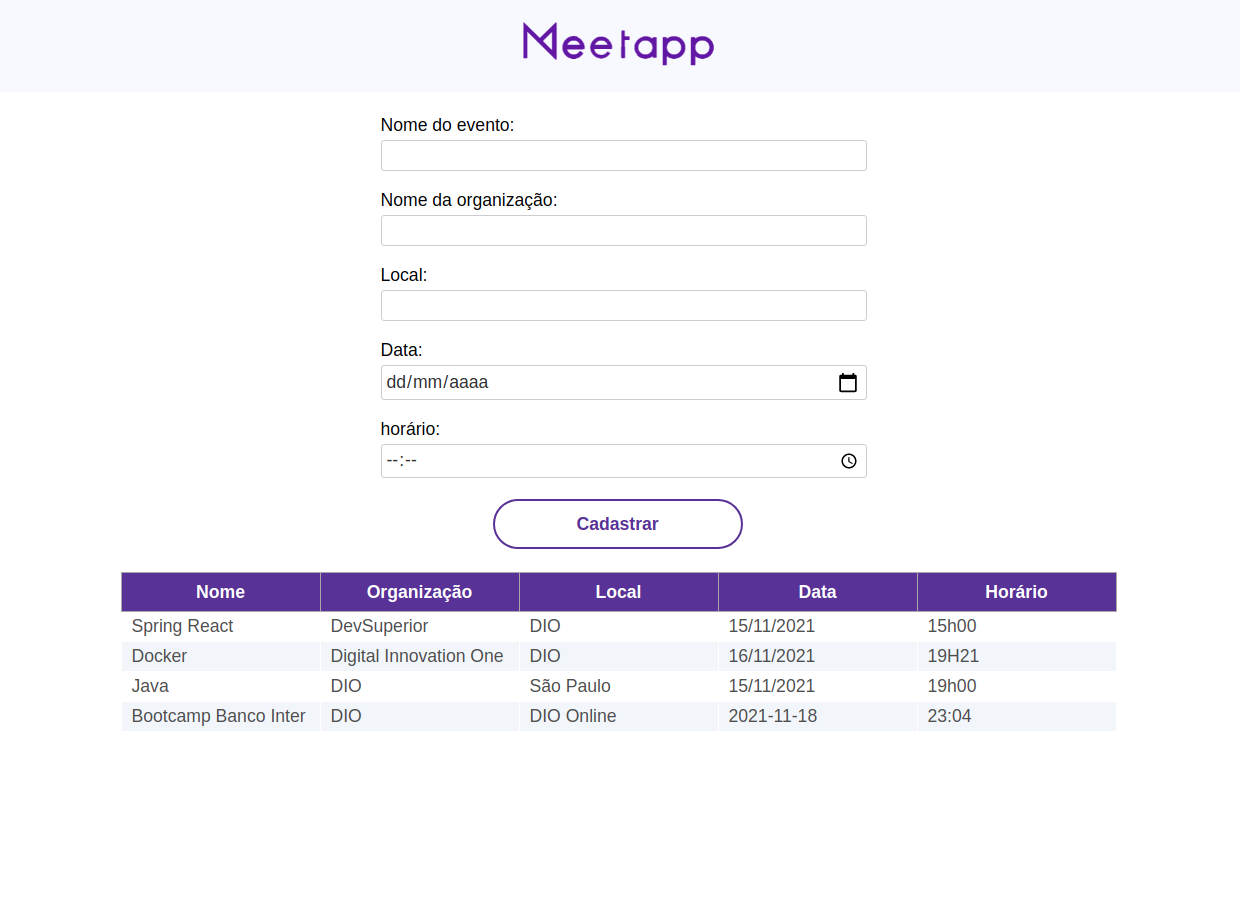 Meetapp
Nome do evento:
Nome da organização:
Local:
Data:
dd/mm/aaaa
horário:
--:--
Cadastrar
Nome Organização Local Data Horário
Spring React DevSuperior DIO 15/11/2021 15h00
Docker Digital Innovation One DIO 16/11/2021 19H21
Java DIO São Paulo 15/11/2021 19h00
Bootcamp Banco Inter DIO DIO Online 2021-11-18 23:04